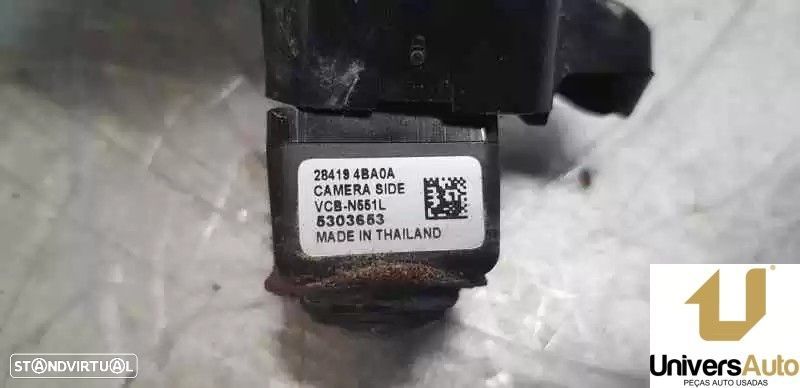 28419 4BA0A
CAMERA SIDE
VCB-N551L
5303653
MADE IN THAILAND
STANDVIRTUAL
UniversAuto
PEÇAS AUTO USADAS